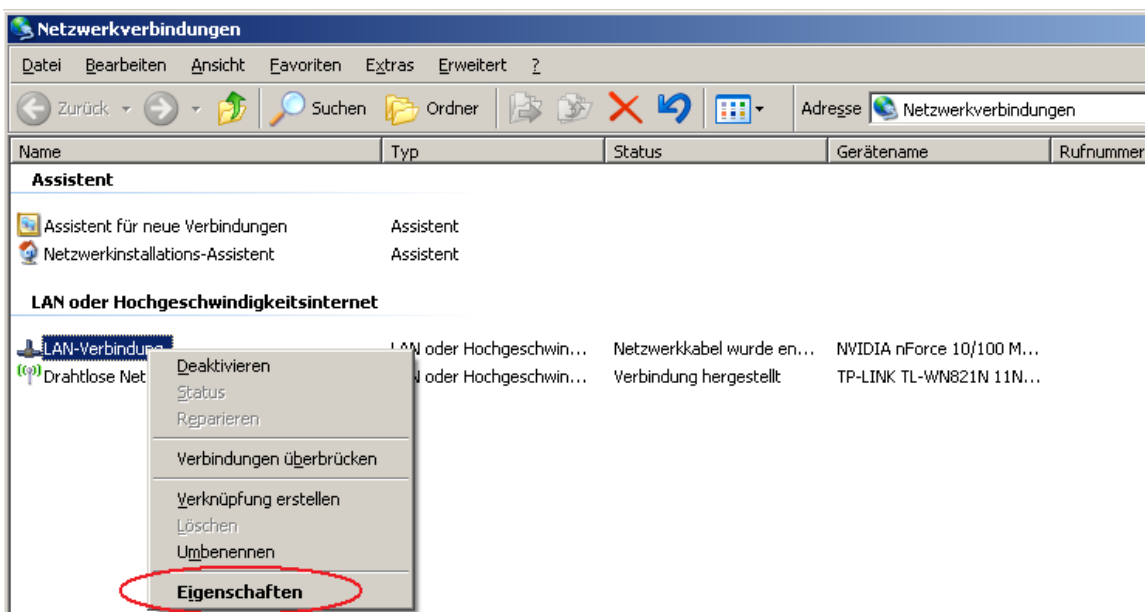 Netzwerkverbindungen
Datei Bearbeiten Ansicht Favoriten Extras Erweitert ?
Zurück Suchen Ordner Adresse Netzwerkverbindungen
Name Typ Status Gerätename Rufnummer
Assistent
Assistent für neue Verbindungen Assistent
Netzwerkinstallations-Assistent Assistent
LAN oder Hochgeschwindigkeitsinternet
LAN-Verbindung LAN oder Hochgeschwin... Netzwerkkabel wurde en... NVIDIA nForce 10/100 M...
Drahtlose Net oder Hochgeschwin... Verbindung hergestellt TP-LINK TL-WN821N 11N...
Deaktivieren
Status
Reparieren
Verbindungen überbrücken
Verknüpfung erstellen
Löschen
Umbenennen
Eigenschaften